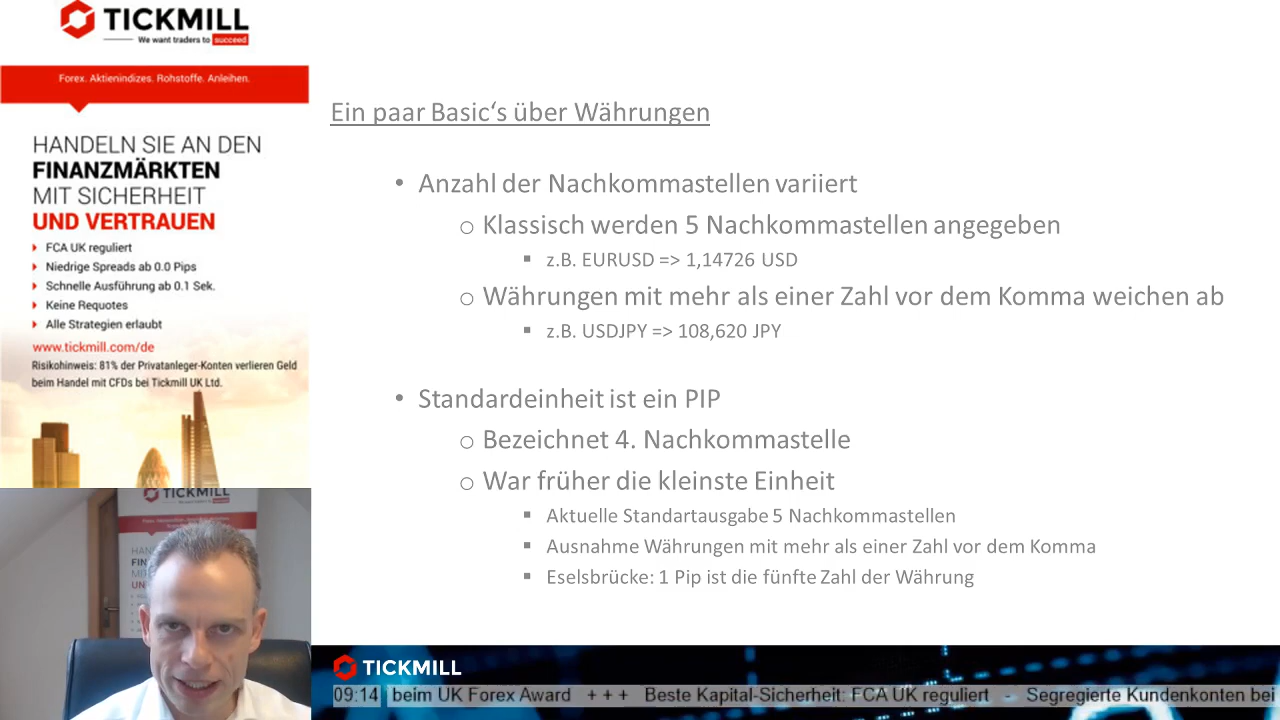 TICKMILL
We want traders to succeed
Forex. Aktienindizes. Rohstoffe. Anleihen.
HANDELN SIE AN DEN
FINANZMÄRKTEN
MIT SICHERHEIT
UND VERTRAUEN
FCA UK reguliert
Niedrige Spreads ab 0.0 Pips
Schnelle Ausführung ab 0.1 Sek.
Keine Requotes
Alle Strategien erlaubt
www.tickmill.com/de
Risikohinweis: 81% der Privatanleger-Konten verlieren Geld
beim Handel mit CFDs bei Tickmill UK Ltd.
TICKMILL
Ein paar Basic‘s über Währungen
• Anzahl der Nachkommastellen variiert
o Klassisch werden 5 Nachkommastellen angegeben
▪ z.B. EURUSD => 1,14726 USD
o Währungen mit mehr als einer Zahl vor dem Komma weichen ab
▪ z.B. USDJPY => 108,620 JPY
• Standardeinheit ist ein PIP
o Bezeichnet 4. Nachkommastelle
o War früher die kleinste Einheit
▪ Aktuelle Standartausgabe 5 Nachkommastellen
▪ Ausnahme Währungen mit mehr als einer Zahl vor dem Komma
▪ Eselsbrücke: 1 Pip ist die fünfte Zahl der Währung
TICKMILL
09:14 beim UK Forex Award + + + Beste Kapital-Sicherheit: FCA UK reguliert - Segregierte Kundenkonten bei